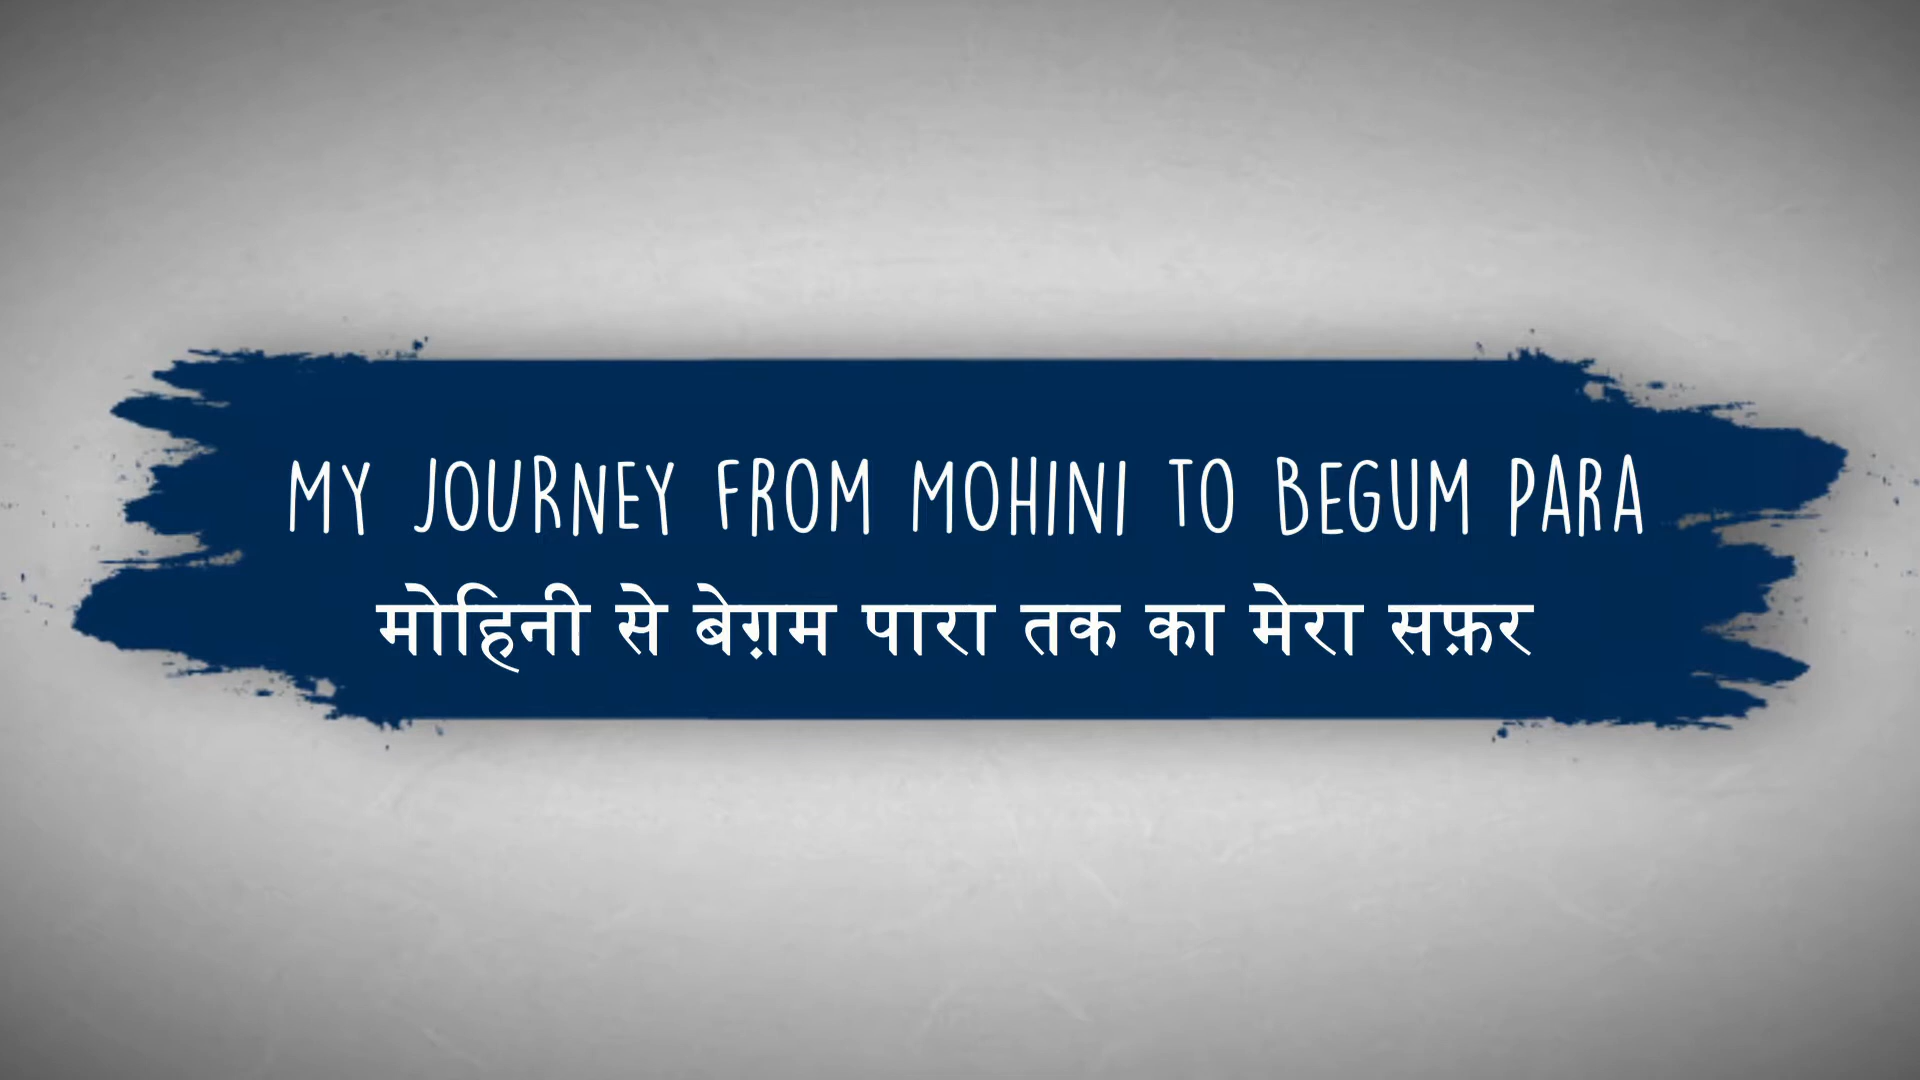 MY JOURNEY FROM MOHINI TO BEGUM PARA
मोहिनी से बेग़म पारा तक का मेरा सफ़र